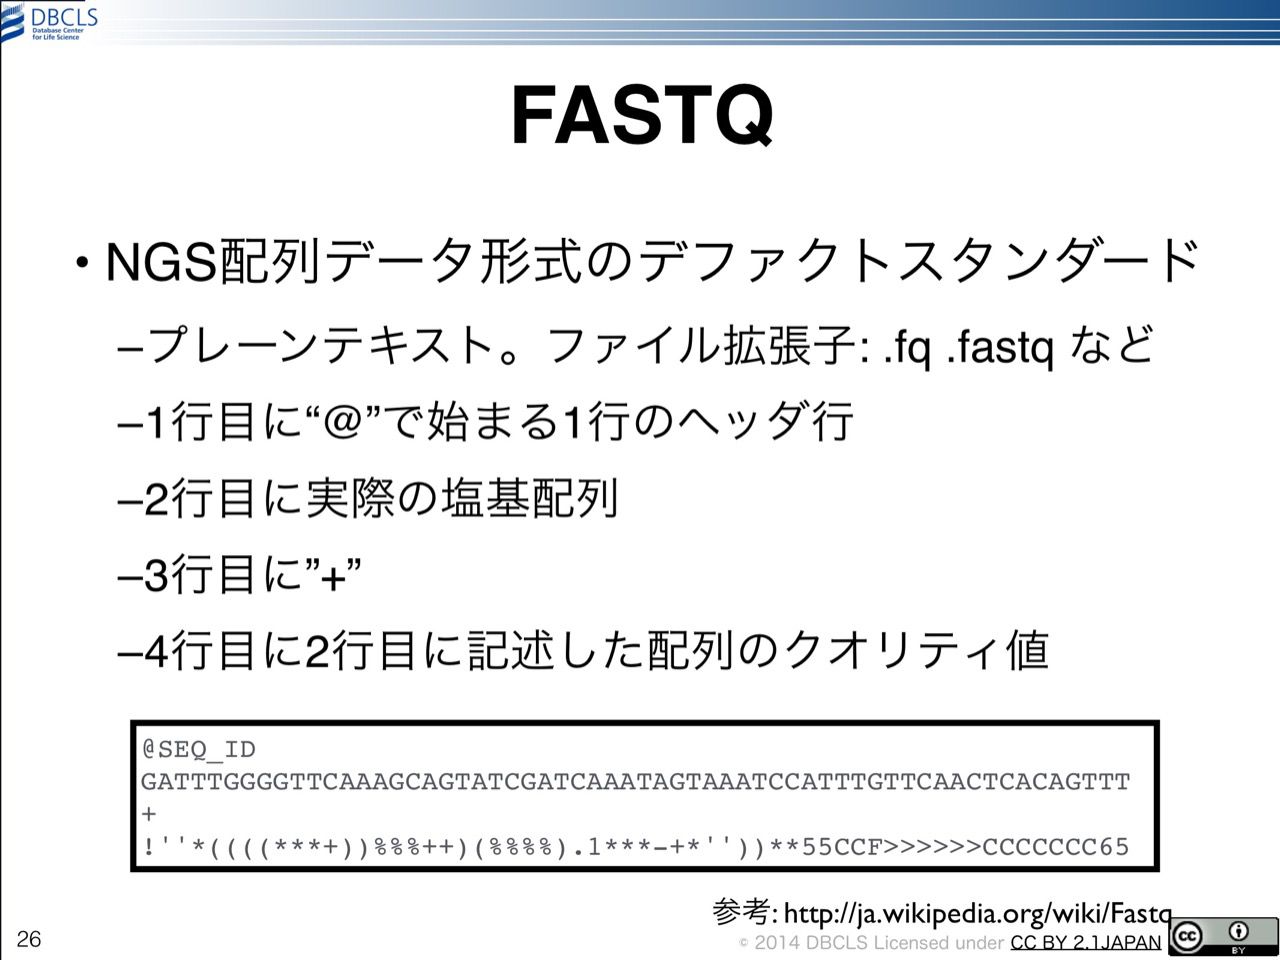 DBCLS
Database Center
for Life Science
FASTQ
• NGS配列データ形式のデファクトスタンダード
–プレーンテキスト。ファイル拡張子: .fq .fastq など
–1行目に“@”で始まる1行のヘッダ行
–2行目に実際の塩基配列
–3行目に”+”
–4行目に2行目に記述した配列のクオリティ値
@SEQ_ID
GATTTGGGGTTCAAAGCAGTATCGATCAAATAGTAAATCCATTTGTTCAACTCACAGTTT
+
!''*((((***+))%%%++)(%%%%).1***-+*''))**55CCF>>>>>>CCCCCCC65
参考: http://ja.wikipedia.org/wiki/Fastq
26
© 2014 DBCLS Licensed under CC BY 2.1JAPAN
cc
BY